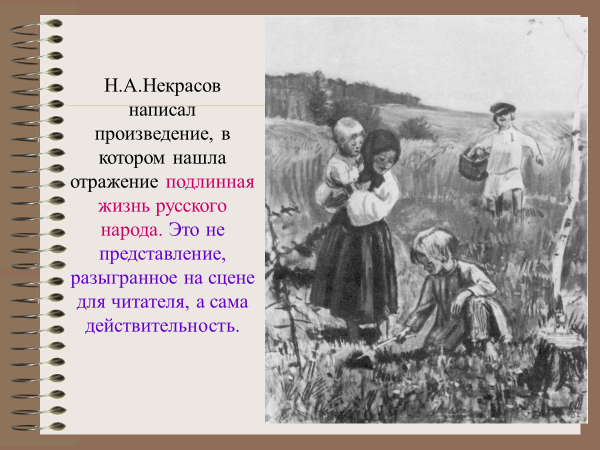 Н.А.Некрасов
написал
произведение, в
котором нашла
отражение подлинная
жизнь русского
народа. Это не
представление,
разыгранное на сцене
для читателя, а сама
действительность.